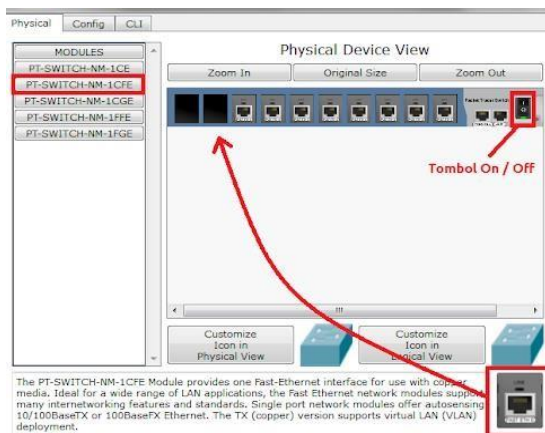 Physical Config CLI
MODULES
PT-SWITCH-NM-1CE
PT-SWITCH-NM-1CFE
PT-SWITCH-NM-1CGE
PT-SWITCH-NM-1FFE
PT-SWITCH-NM-1FGE
Physical Device View
Zoom In Original Size Zoom Out
Tombol On / Off
Customize
Icon in
Physical View
Customize
Icon in
Logical View
The PT-SWITCH-NM-1CFE Module provides one Fast-Ethernet interface for use with copper
media. Ideal for a wide range of LAN applications, the Fast Ethernet network modules support
many internetworking features and standards. Single port network modules offer autosensing
10/100BaseTX or 100BaseFX Ethernet. The TX (copper) version supports virtual LAN (VLAN)
deployment.